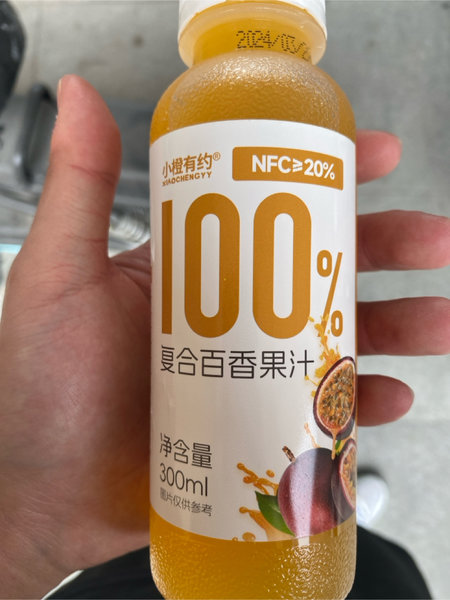 2024/03/2
小橙有约®
XIAOCHENGYY
NFC≥20%
100%
复合百香果汁
净含量
300ml
图片仅供参考